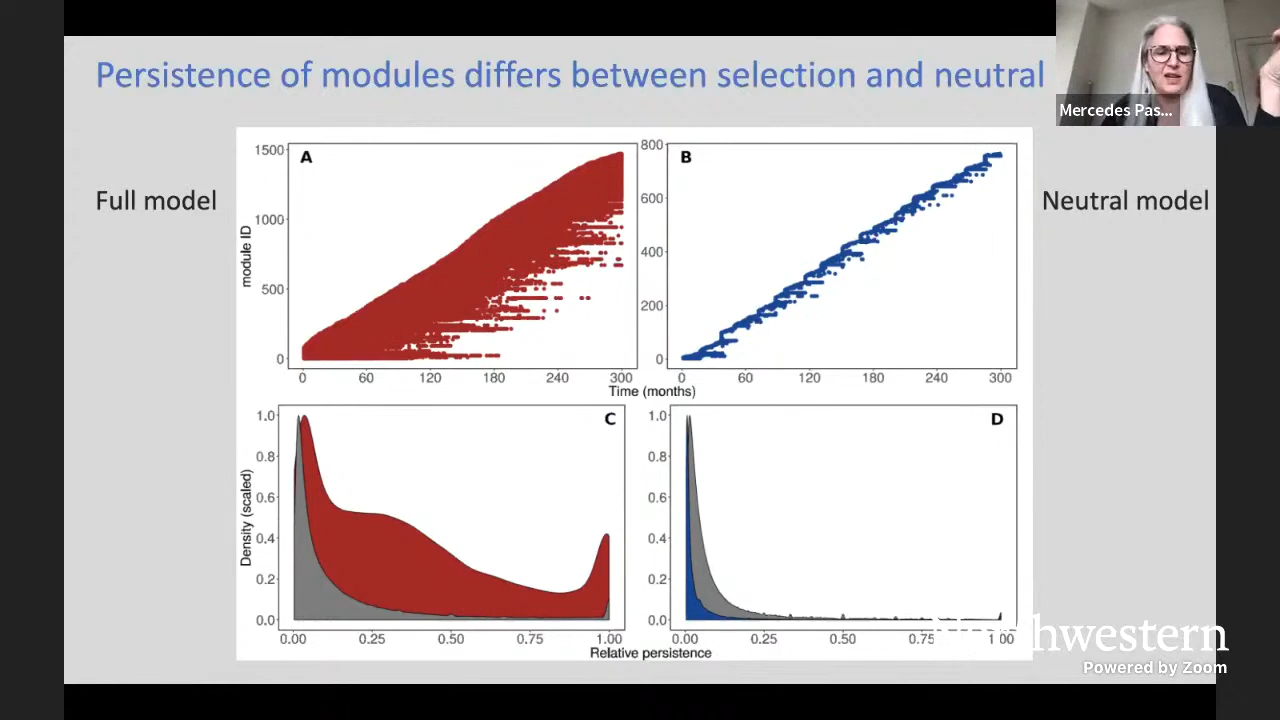 Persistence of modules differs between selection and neutral
Mercedes Pas...
Full model
Neutral model
A
B
module ID
1500
1000
500
0
800
600
400
200
0
0 60 120 180 240 300
0 60 120 180 240 300
Time (months)
C
D
Density (scaled)
1.0
0.8
0.6
0.4
0.2
0.0
1.0
0.8
0.6
0.4
0.2
0.0
0.00 0.25 0.50 0.75 1.00
0.00 0.25 0.50 0.75 1.00
Relative persistence
Northwestern
Powered by Zoom